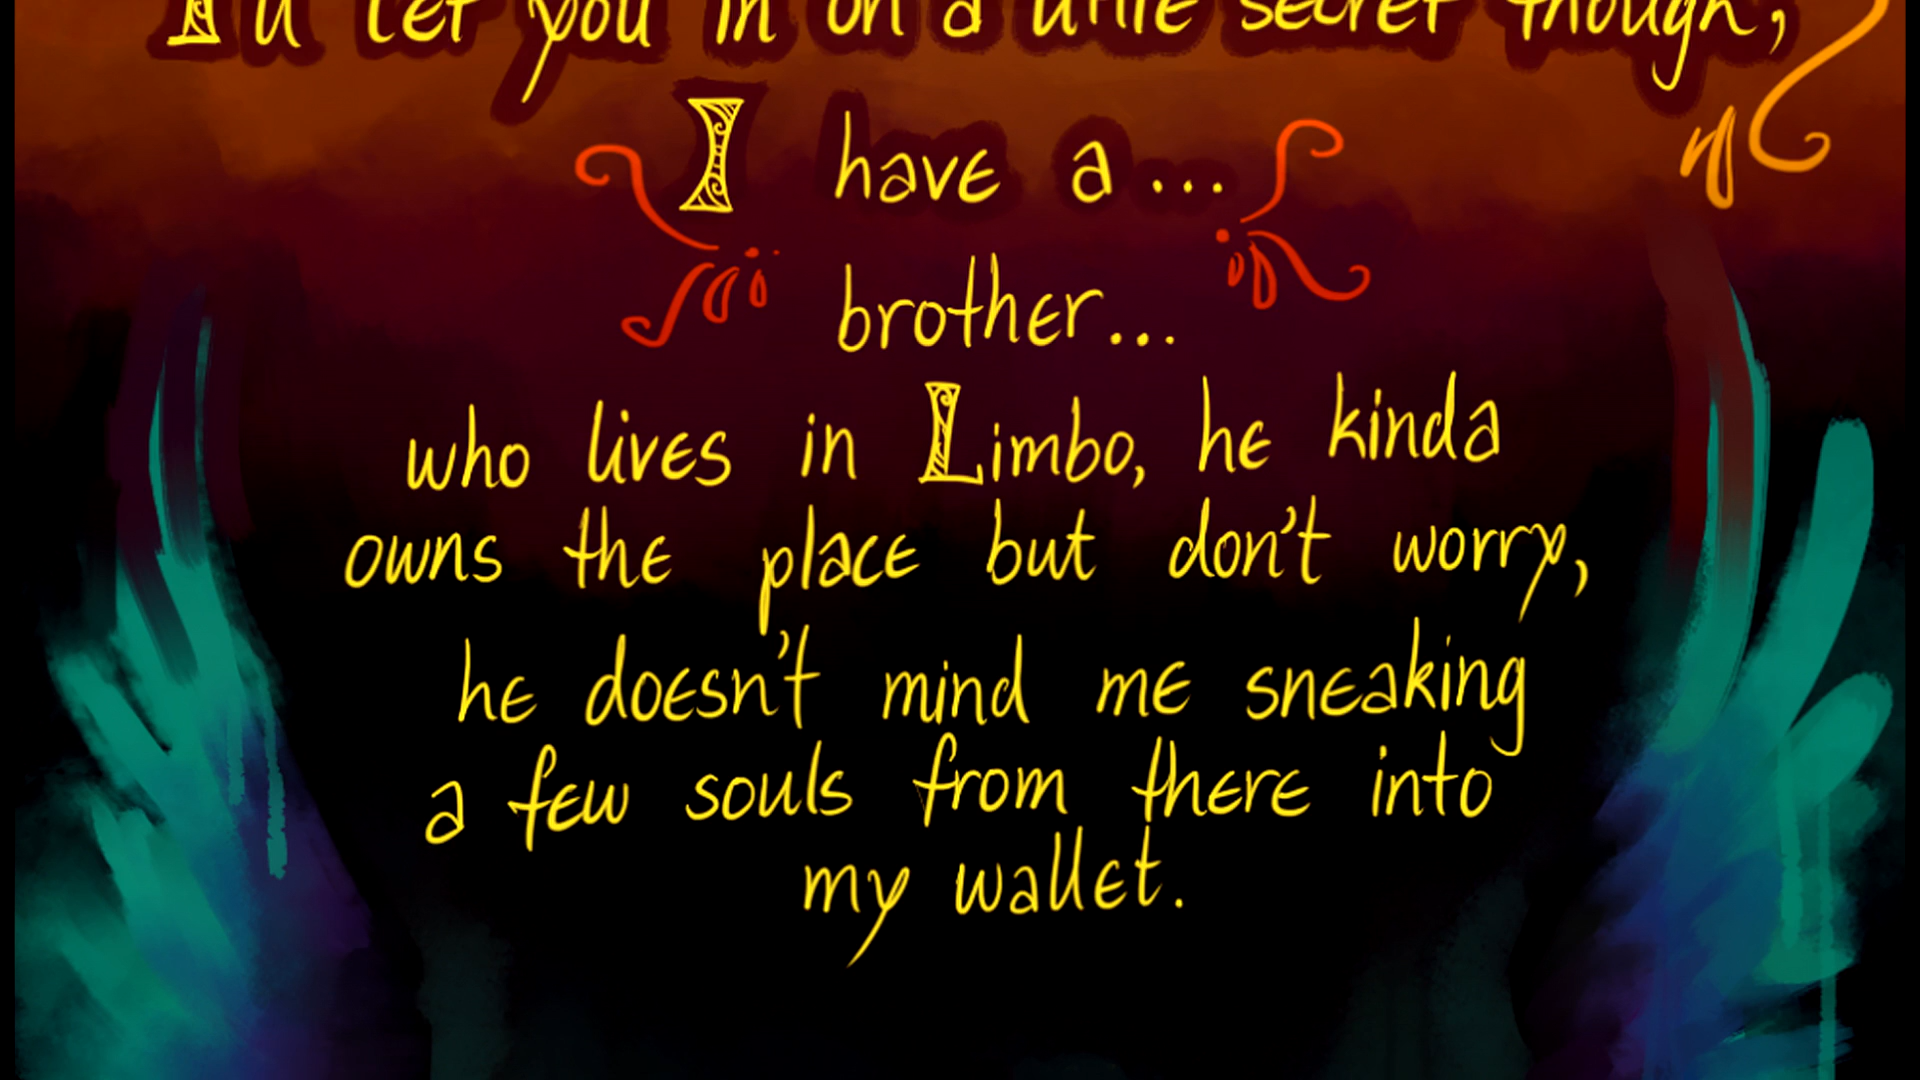 I'll let you in on a little secret though,
I have a...
brother...
who lives in Limbo, he kinda
owns the place but don't worry,
he doesn't mind me sneaking
a few souls from there into
my wallet.